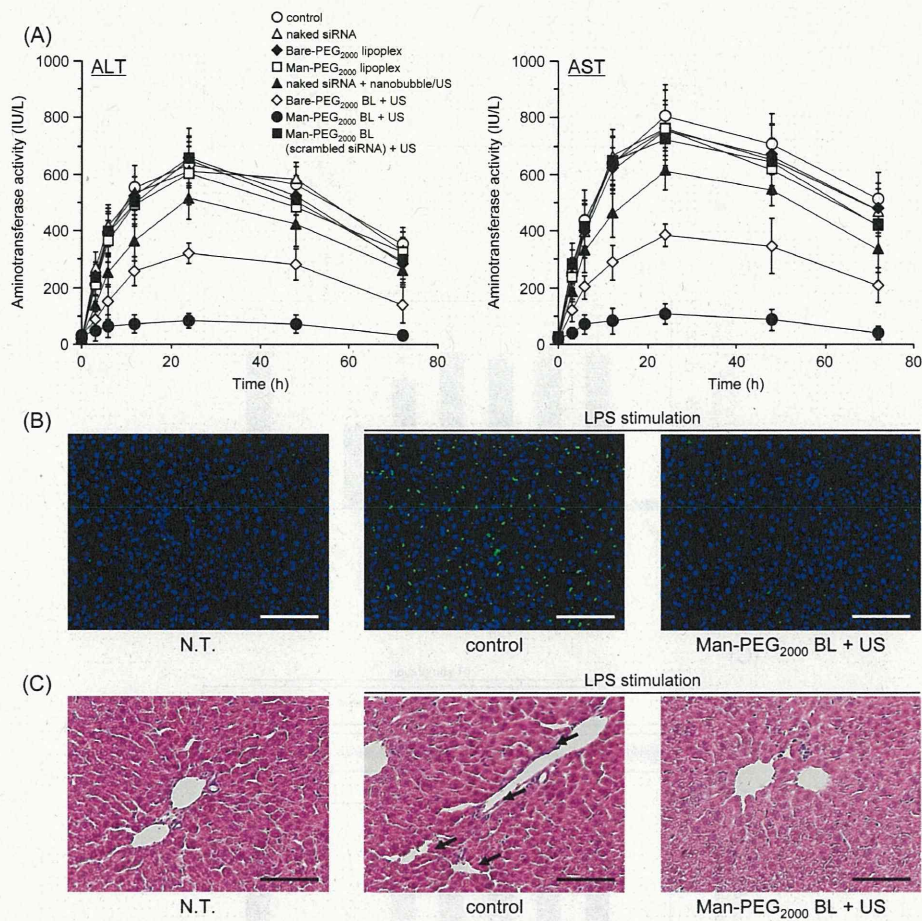 (A)
control
naked siRNA
Bare-PEG2000 lipoplex
Man-PEG2000 lipoplex
naked siRNA + nanobubble/US
Bare-PEG2000 BL + US
Man-PEG2000 BL + US
Man-PEG2000 BL
(scrambled siRNA) + US
ALT
Aminotransferase activity (IU/L)
1000
800
600
400
200
0
0 20 40 60 80
Time (h)
AST
Aminotransferase activity (IU/L)
1000
800
600
400
200
0
0 20 40 60 80
Time (h)
(B)
LPS stimulation
N.T.
control
Man-PEG2000 BL + US
(C)
LPS stimulation
N.T.
control
Man-PEG2000 BL + US